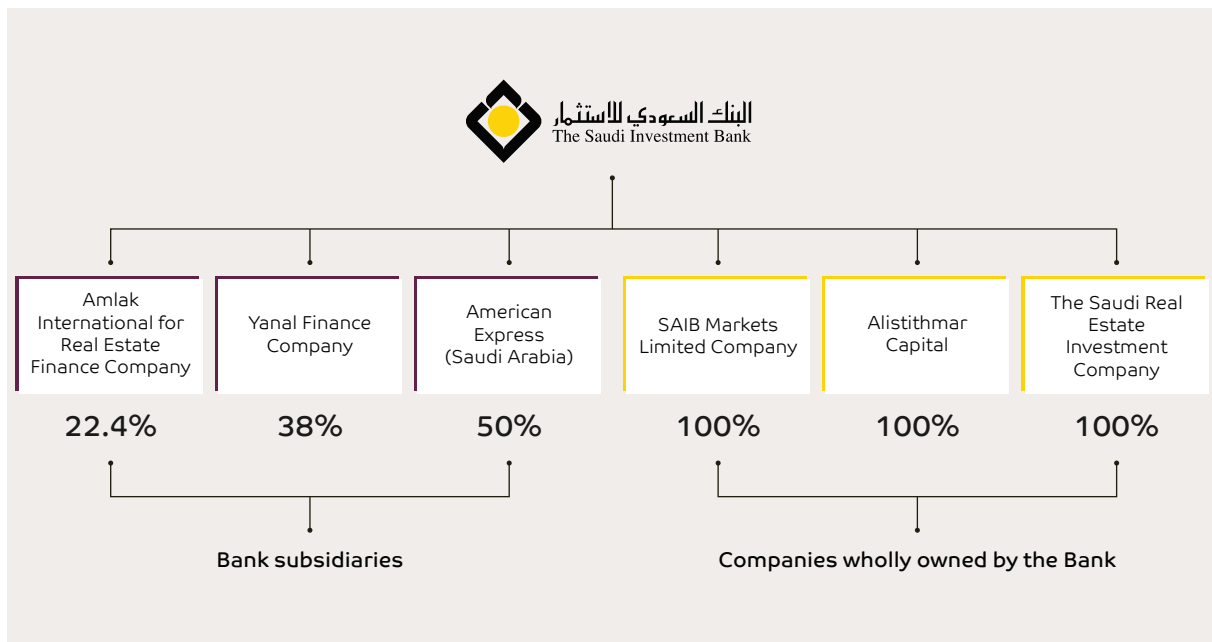 البنك السعودي للاستثمار
The Saudi Investment Bank
Amlak
International for
Real Estate
Finance Company
22.4%
Yanal Finance
Company
38%
American
Express
(Saudi Arabia)
50%
SAIB Markets
Limited Company
100%
Alistithmar
Capital
100%
The Saudi Real
Estate
Investment
Company
100%
Bank subsidiaries
Companies wholly owned by the Bank